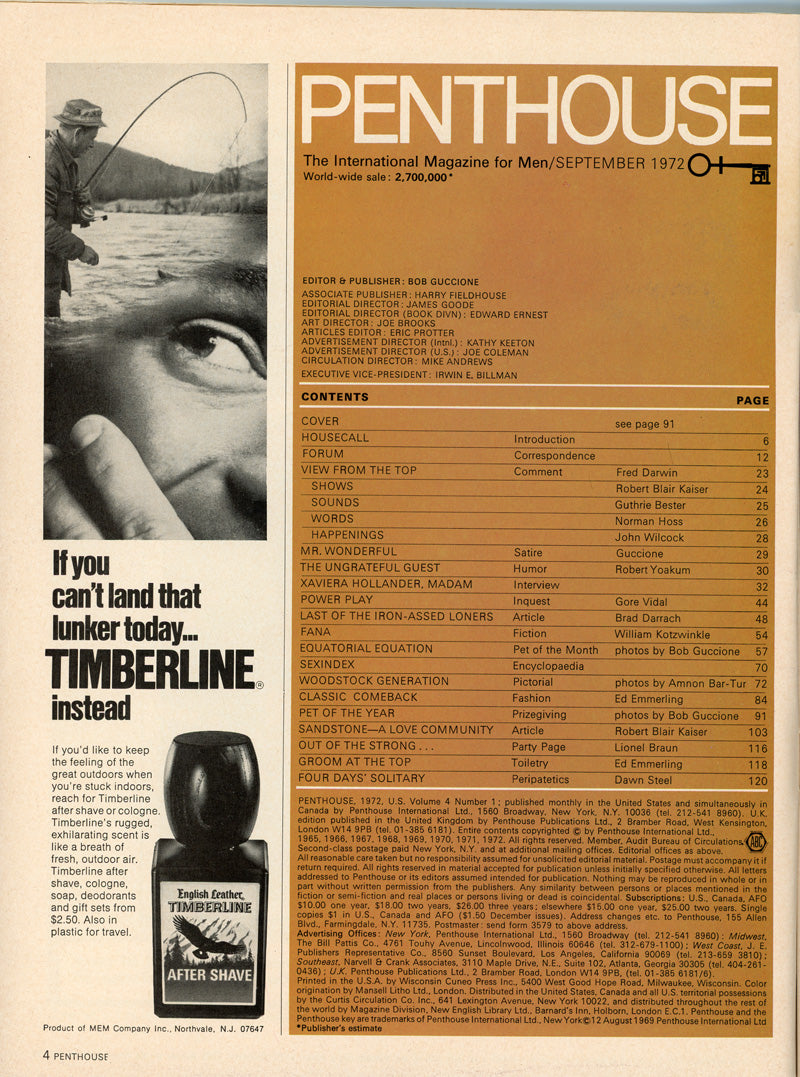 If you
can't land that
lunker today...
TIMBERLINE®
instead
If you'd like to keep
the feeling of the
great outdoors when
you're stuck indoors,
reach for Timberline
after shave or cologne.
Timberline's rugged,
exhilarating scent is
like a breath of
fresh, outdoor air.
Timberline after
shave, cologne,
soap, deodorants
and gift sets from
$2.50. Also in
plastic for travel.
English Leather®
TIMBERLINE
AFTER SHAVE
Product of MEM Company Inc., Northvale, N.J. 07647
PENTHOUSE
The International Magazine for Men/SEPTEMBER 1972
World-wide sale: 2,700,000*
EDITOR & PUBLISHER: BOB GUCCIONE
ASSOCIATE PUBLISHER: HARRY FIELDHOUSE
EDITORIAL DIRECTOR: JAMES GOODE
EDITORIAL DIRECTOR (BOOK DIVN): EDWARD ERNEST
ART DIRECTOR: JOE BROOKS
ARTICLES EDITOR: ERIC PROTTER
ADVERTISEMENT DIRECTOR (Intnl.): KATHY KEETON
ADVERTISEMENT DIRECTOR (U.S.): JOE COLEMAN
CIRCULATION DIRECTOR: MIKE ANDREWS
EXECUTIVE VICE-PRESIDENT: IRWIN E. BILLMAN
CONTENTS PAGE
COVER see page 91
HOUSECALL Introduction 6
FORUM Correspondence 12
VIEW FROM THE TOP Comment Fred Darwin 23
SHOWS Robert Blair Kaiser 24
SOUNDS Guthrie Bester 25
WORDS Norman Hoss 26
HAPPENINGS John Wilcock 28
MR. WONDERFUL Satire Guccione 29
THE UNGRATEFUL GUEST Humor Robert Yoakum 30
XAVIERA HOLLANDER, MADAM Interview 32
POWER PLAY Inquest Gore Vidal 44
LAST OF THE IRON-ASSED LONERS Article Brad Darrach 48
FANA Fiction William Kotzwinkle 54
EQUATORIAL EQUATION Pet of the Month photos by Bob Guccione 57
SEXINDEX Encyclopaedia 70
WOODSTOCK GENERATION Pictorial photos by Amnon Bar-Tur 72
CLASSIC COMEBACK Fashion Ed Emmerling 84
PET OF THE YEAR Prizegiving photos by Bob Guccione 91
SANDSTONE—A LOVE COMMUNITY Article Robert Blair Kaiser 103
OUT OF THE STRONG... Party Page Lionel Braun 116
GROOM AT THE TOP Toiletry Ed Emmerling 118
FOUR DAYS' SOLITARY Peripatetics Dawn Steel 120
PENTHOUSE, 1972, U.S. Volume 4 Number 1; published monthly in the United States and simultaneously in
Canada by Penthouse International Ltd., 1560 Broadway, New York, N.Y. 10036 (tel. 212-541 8960). U.K.
edition published in the United Kingdom by Penthouse Publications Ltd., 2 Bramber Road, West Kensington,
London W14 9PB (tel. 01-385 6181). Entire contents copyrighted © by Penthouse International Ltd.,
1965, 1966, 1967, 1968, 1969, 1970, 1971, 1972. All rights reserved. Member, Audit Bureau of Circulations.
ABC
Second-class postage paid New York, N.Y. and at additional mailing offices. Editorial offices as above.
All reasonable care taken but no responsibility assumed for unsolicited editorial material. Postage must accompany it if
return required. All rights reserved in material accepted for publication unless initially specified otherwise. All letters
addressed to Penthouse or its editors assumed intended for publication. Nothing may be reproduced in whole or in
part without written permission from the publishers. Any similarity between persons or places mentioned in the
fiction or semi-fiction and real places or persons living or dead is coincidental. Subscriptions: U.S., Canada, AFO
$10.00 one year, $18.00 two years, $26.00 three years; elsewhere $15.00 one year, $25.00 two years. Single
copies $1 in U.S., Canada and AFO ($1.50 December issues). Address changes etc. to Penthouse, 155 Allen
Blvd., Farmingdale, N.Y. 11735. Postmaster: send form 3579 to above address.
Advertising Offices: New York, Penthouse International Ltd., 1560 Broadway (tel. 212-541 8960): Midwest,
The Bill Pattis Co., 4761 Touhy Avenue, Lincolnwood, Illinois 60646 (tel. 312-679-1100); West Coast, J. E.
Publishers Representative Co., 8560 Sunset Boulevard, Los Angeles, California 90069 (tel. 213-659 3810);
Southeast, Narvell & Crank Associates, 3110 Maple Drive, N.E., Suite 102, Atlanta, Georgia 30305 (tel. 404-261-
0436); U.K. Penthouse Publications Ltd., 2 Bramber Road, London W14 9PB, (tel. 01-385 6181/6).
Printed in the U.S.A. by Wisconsin Cuneo Press Inc., 5400 West Good Hope Road, Milwaukee, Wisconsin. Color
origination by Mansell Litho Ltd., London. Distributed in the United States, Canada and all U.S. territorial possessions
by the Curtis Circulation Co. Inc., 641 Lexington Avenue, New York 10022, and distributed throughout the rest of
the world by Magazine Division, New English Library Ltd., Barnard's Inn, Holborn, London E.C.1. Penthouse and the
Penthouse key are trademarks of Penthouse International Ltd., New York©12 August 1969 Penthouse International Ltd
*Publisher's estimate
4 PENTHOUSE